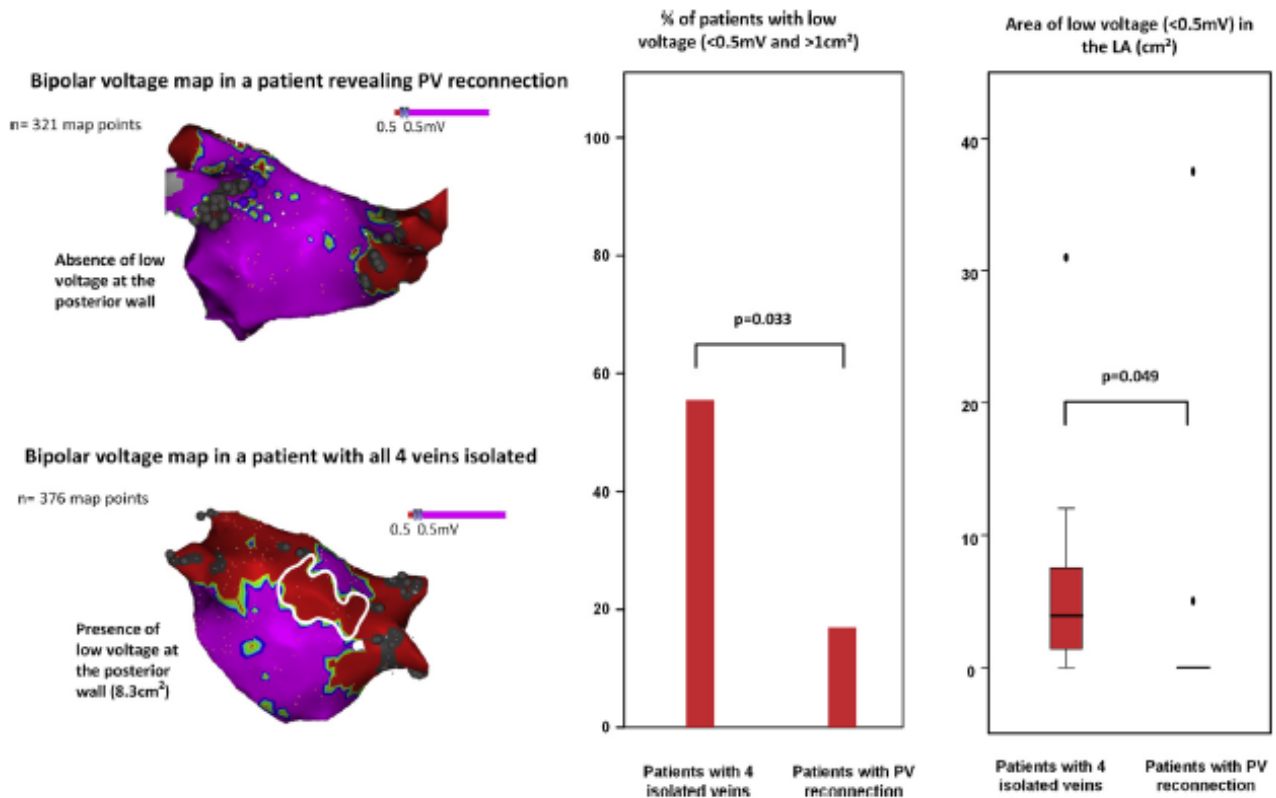 Bipolar voltage map in a patient revealing PV reconnection
n= 321 map points
0.5 0.5mV
Absence of low
voltage at the
posterior wall
Bipolar voltage map in a patient with all 4 veins isolated
n= 376 map points
0.5 0.5mV
Presence of
low voltage at
the posterior
wall (8.3cm²)
% of patients with low
voltage (<0.5mV and >1cm²)
100
80
60
40
20
0
p=0.033
Patients with 4
isolated veins
Patients with PV
reconnection
Area of low voltage (<0.5mV) in
the LA (cm²)
40
30
20
10
0
p=0.049
Patients with 4
isolated veins
Patients with PV
reconnection